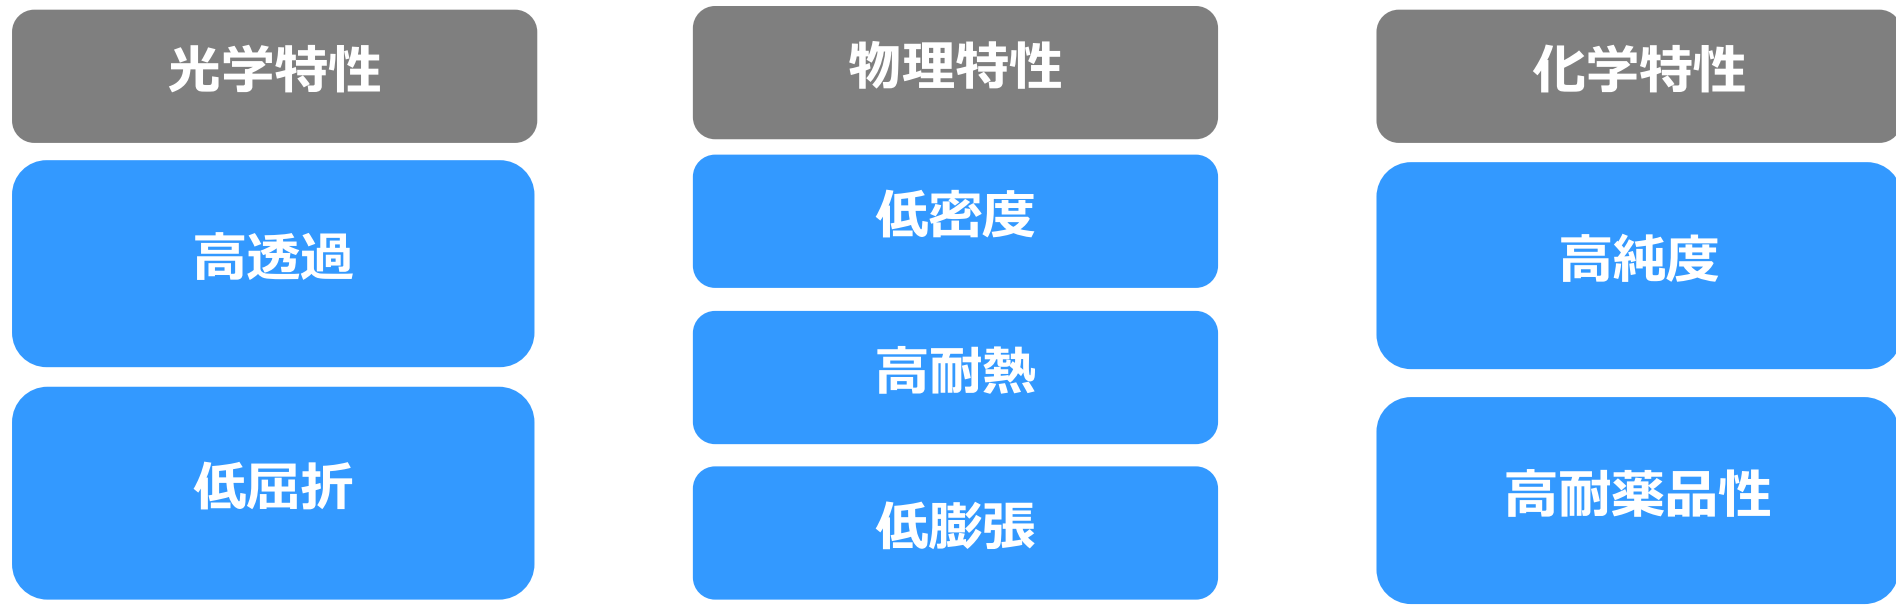 光学特性
高透過
低屈折
物理特性
低密度
高耐熱
低膨張
化学特性
高純度
高耐薬品性